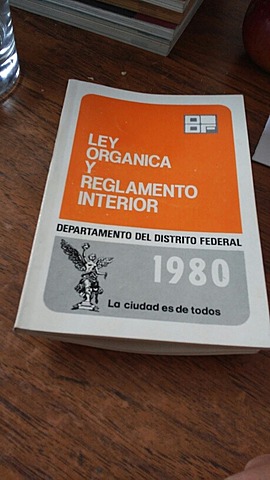 LEY
ORGANICA
Y
REGLAMENTO
INTERIOR
DEPARTAMENTO DEL DISTRITO FEDERAL
1980
La ciudad es de todos